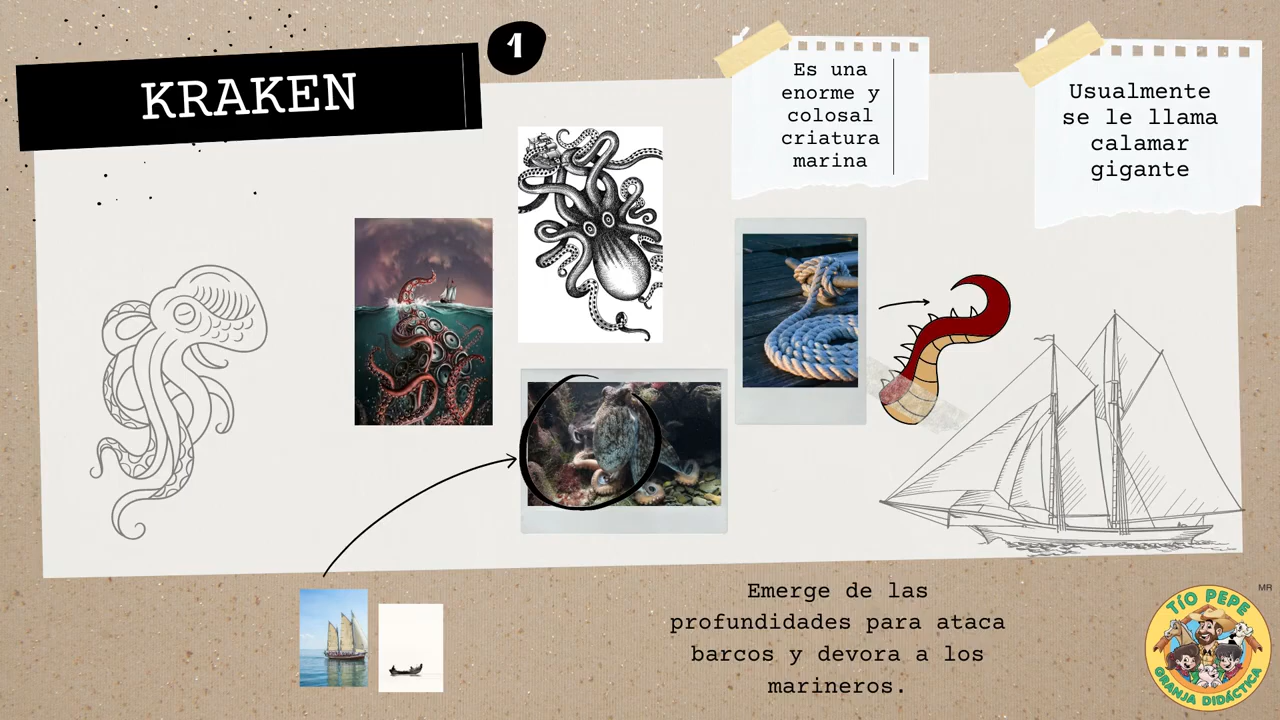 KRAKEN
1
Es una
enorme y
colosal
criatura
marina
Usualmente
se le llama
calamar
gigante
Emerge de las
profundidades para ataca
barcos y devora a los
marineros.
MR
TÍO PEPE
GRANJA DIDÁCTICA